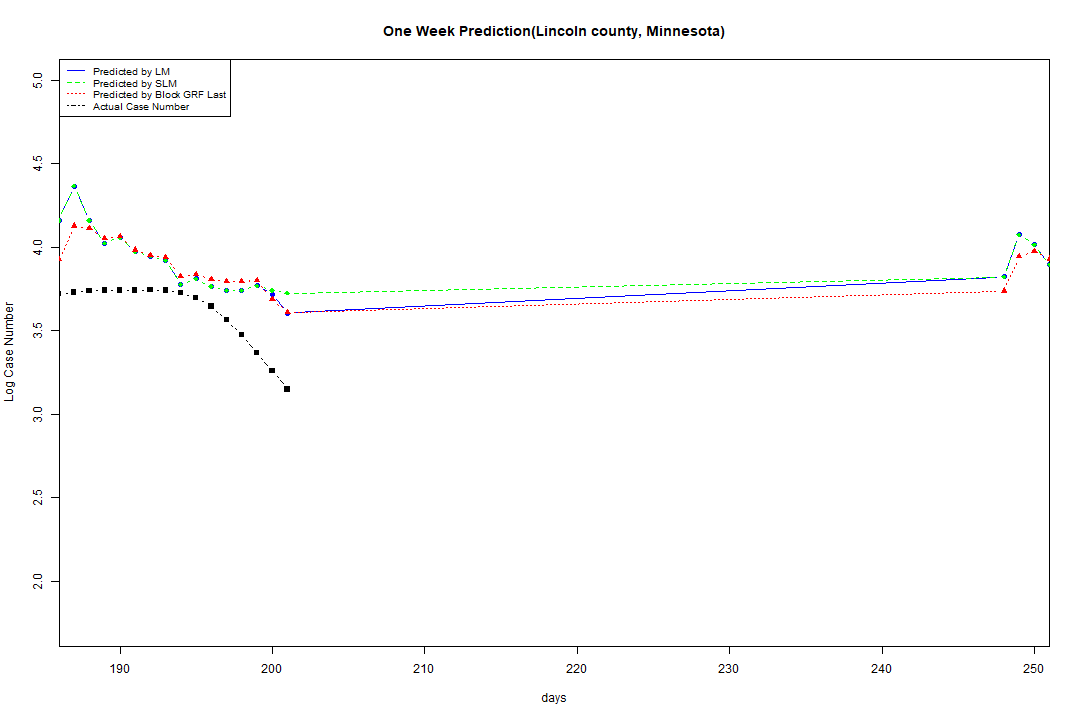 One Week Prediction(Lincoln county, Minnesota)
Predicted by LM
Predicted by SLM
Predicted by Block GRF Last
Actual Case Number
5.0
4.5
4.0
3.5
3.0
2.5
2.0
Log Case Number
190 200 210 220 230 240 250
days